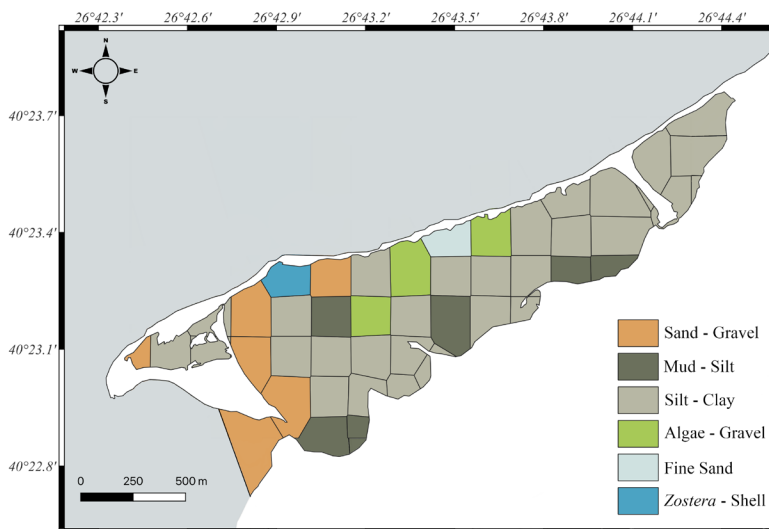 26°42.3' 26°42.6' 26°42.9' 26°43.2' 26°43.5' 26°43.8' 26°44.1' 26°44.4'
N
W E
S
40°23.7'
40°23.4'
40°23.1'
40°22.8'
Sand - Gravel
Mud - Silt
Silt - Clay
Algae - Gravel
Fine Sand
Zostera - Shell
0 250 500 m